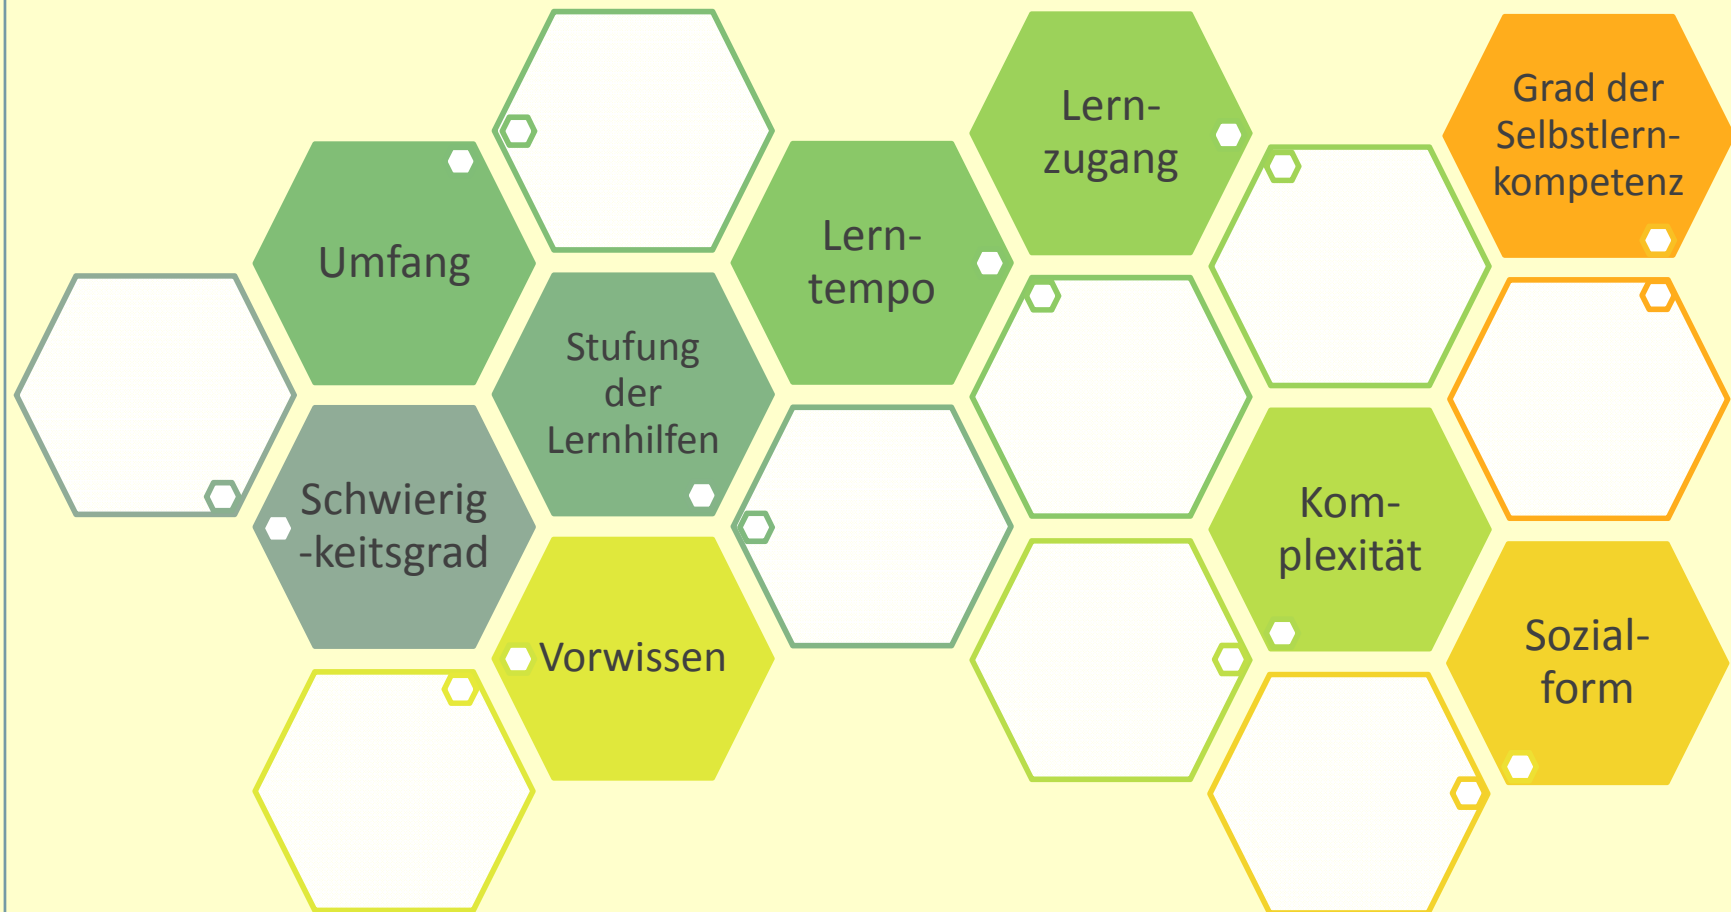 Umfang
Schwierig
-keitsgrad
Stufung
der
Lernhilfen
Vorwissen
Lern-
tempo
Lern-
zugang
Kom-
plexität
Grad der
Selbstlern-
kompetenz
Sozial-
form